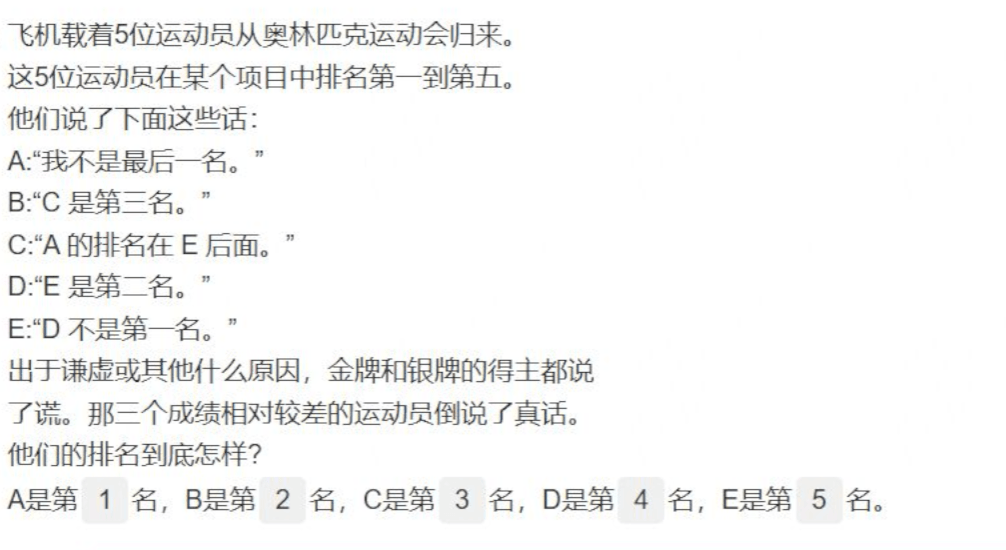 飞机载着5位运动员从奥林匹克运动会归来。
这5位运动员在某个项目中排名第一到第五。
他们说了下面这些话：
A:“我不是最后一名。”
B:“C 是第三名。”
C:“A 的排名在 E 后面。”
D:“E 是第二名。”
E:“D 不是第一名。”
出于谦虚或其他什么原因，金牌和银牌的得主都说
了谎。那三个成绩相对较差的运动员倒说了真话。
他们的排名到底怎样?
A是第 1 名，B是第 2 名，C是第 3 名，D是第 4 名，E是第 5 名。